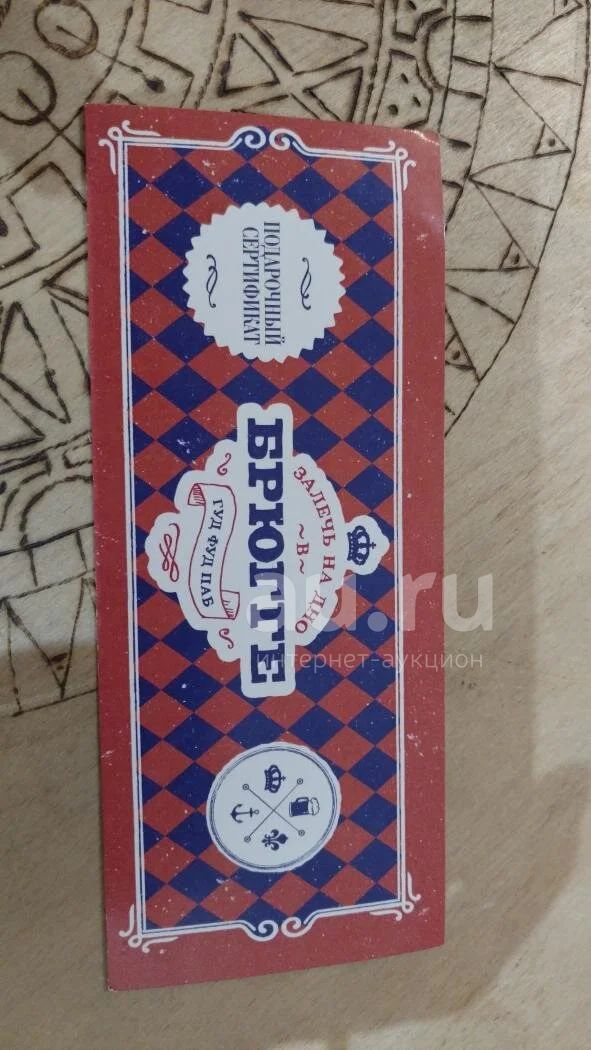 ПОДАРОЧНЫЙ
СЕРТИФИКАТ
ЗАЛЕЧЬ НА ДНО
~В~
БРЮГГЕ
ГУД ФУД ПАБ
au.ru
интернет-аукцион